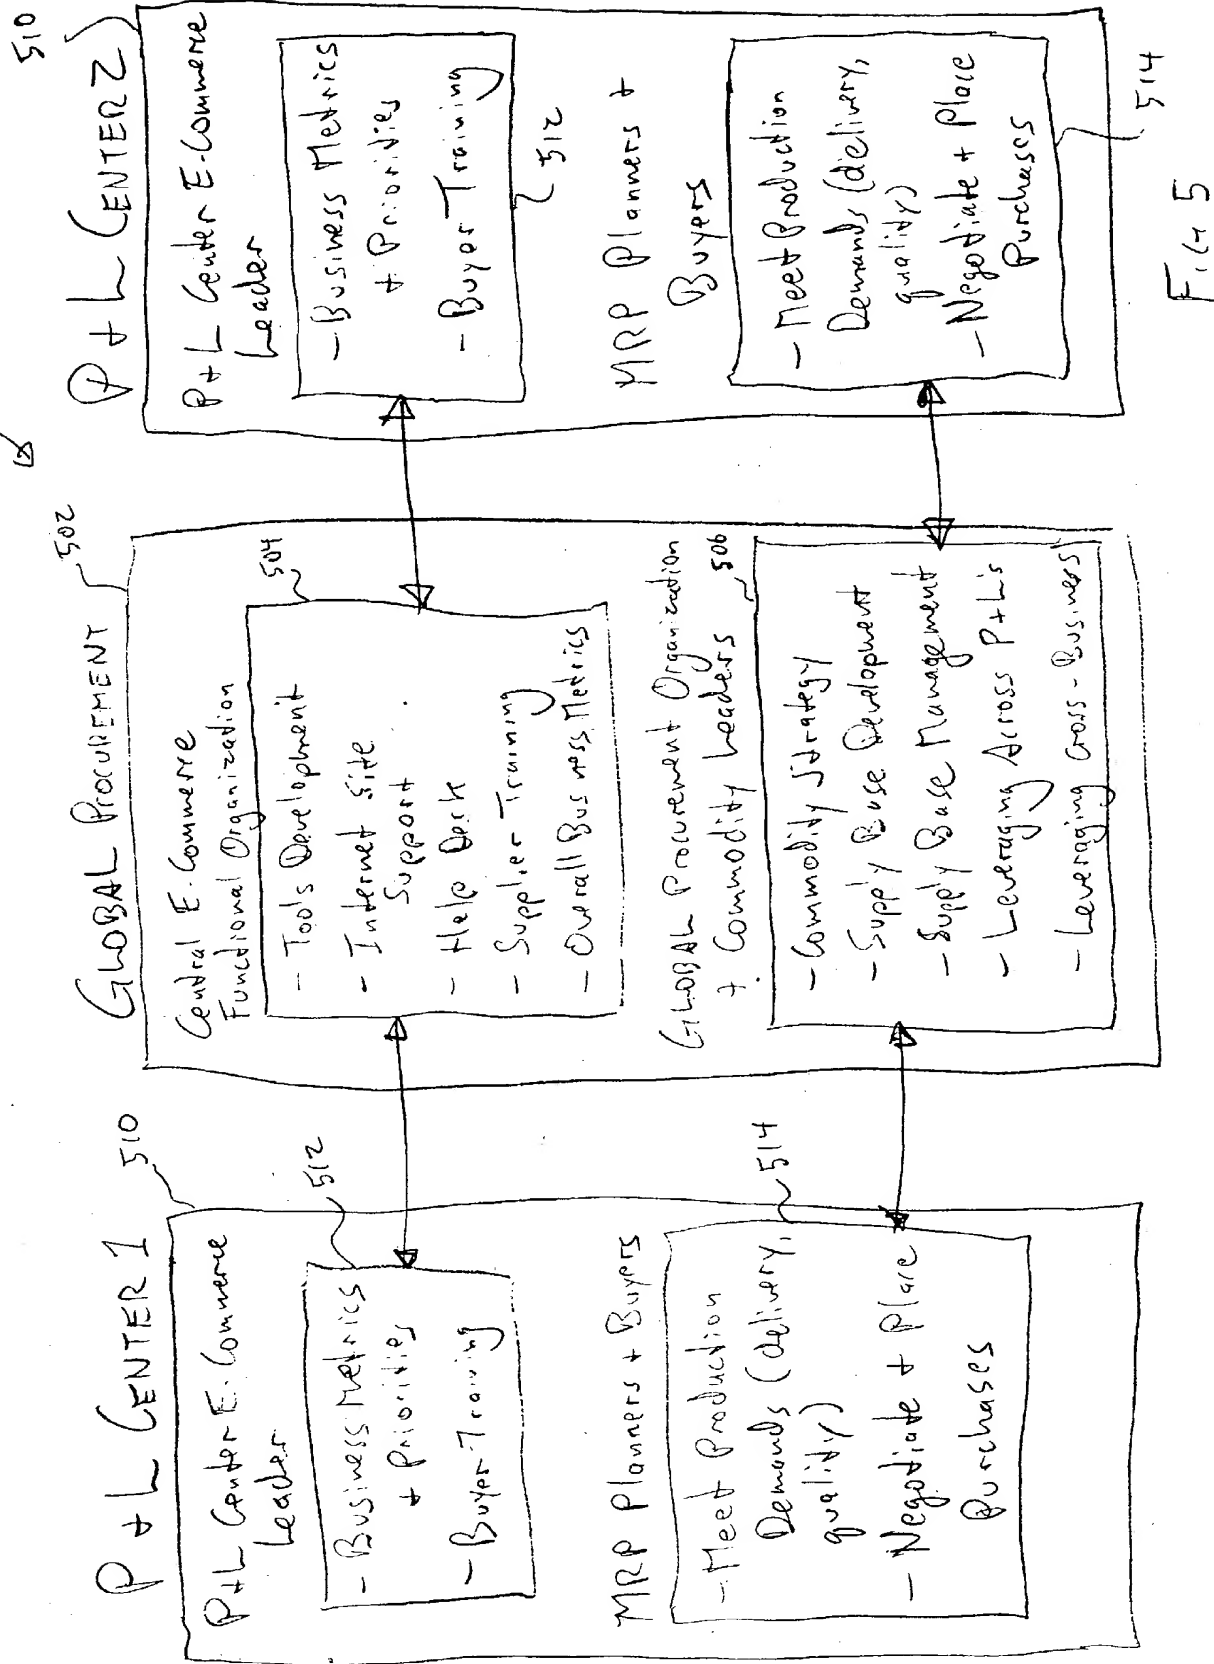 P + L CENTER 1
510
P+L Center E-Commerce
Leader
512
- Business Metrics
+ Priorities
- Buyer Training
MRP Planners + Buyers
514
- Meet Production
Demands (delivery,
quality)
- Negotiate + Place
Purchases
GLOBAL PROCUREMENT
502
Central E-Commerce
Functional Organization
504
- Tools Development
- Internet Site
Support
- Help Desk
- Supplier Training
- Overall Business Metrics
GLOBAL Procurement Organization
+ Commodity Leaders
506
- Commodity Strategy
- Supply Base Development
- Supply Base Management
- Leveraging Across P+L's
- Leveraging Cross-Business
P + L CENTER 2
510
P+L Center E-Commerce
Leader
- Business Metrics
+ Priorities
- Buyer Training
512
MRP Planners +
Buyers
- Meet Production
Demands (delivery,
quality)
- Negotiate + Place
Purchases
514
FIG 5